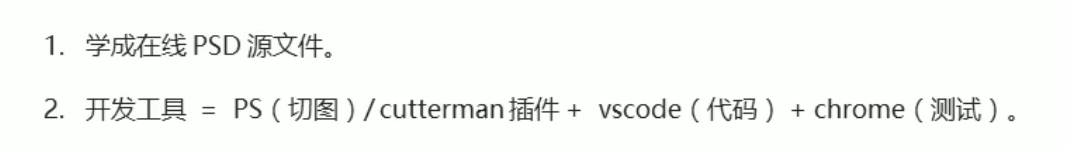 1. 学成在线 PSD 源文件。
2. 开发工具 = PS（切图）/ cutterman 插件 + vscode（代码） + chrome（测试）。